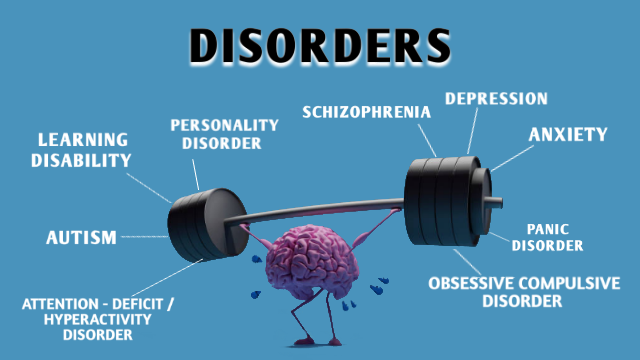 DISORDERS
LEARNING
DISABILITY
PERSONALITY
DISORDER
SCHIZOPHRENIA
DEPRESSION
ANXIETY
AUTISM
PANIC
DISORDER
ATTENTION - DEFICIT /
HYPERACTIVITY
DISORDER
OBSESSIVE COMPULSIVE
DISORDER